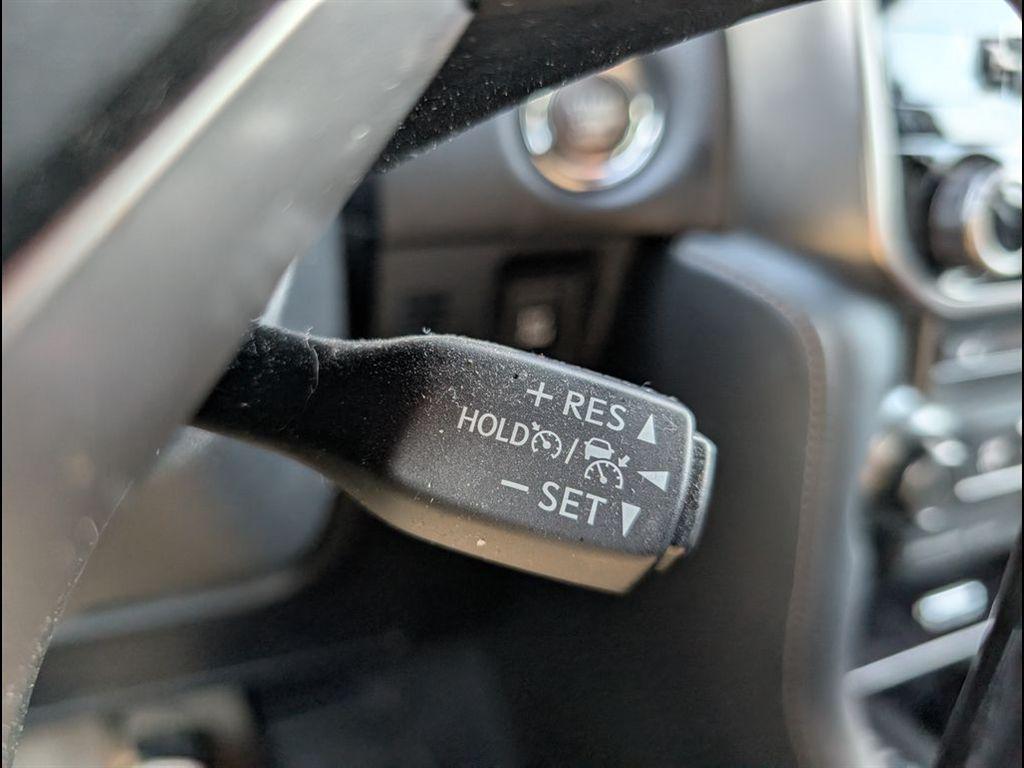 + RES
HOLD /
− SET